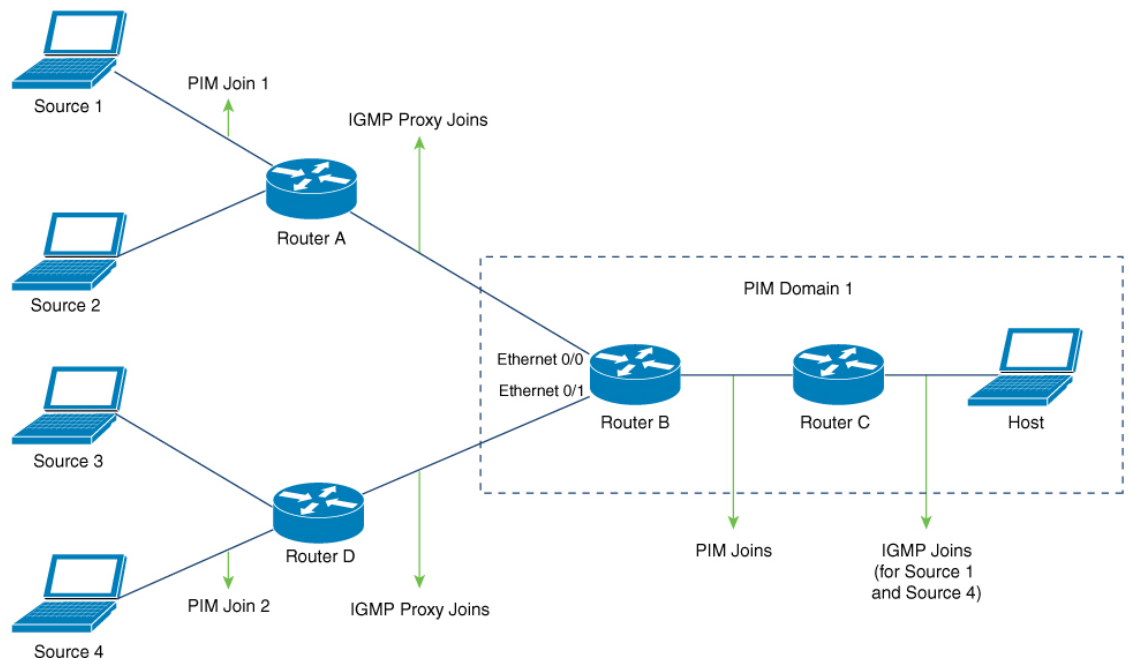 Source 1
PIM Join 1
IGMP Proxy Joins
Router A
Source 2
PIM Domain 1
Ethernet 0/0
Ethernet 0/1
Router B
Router C
Host
Source 3
Router D
PIM Joins
IGMP Joins
(for Source 1
and Source 4)
PIM Join 2
IGMP Proxy Joins
Source 4